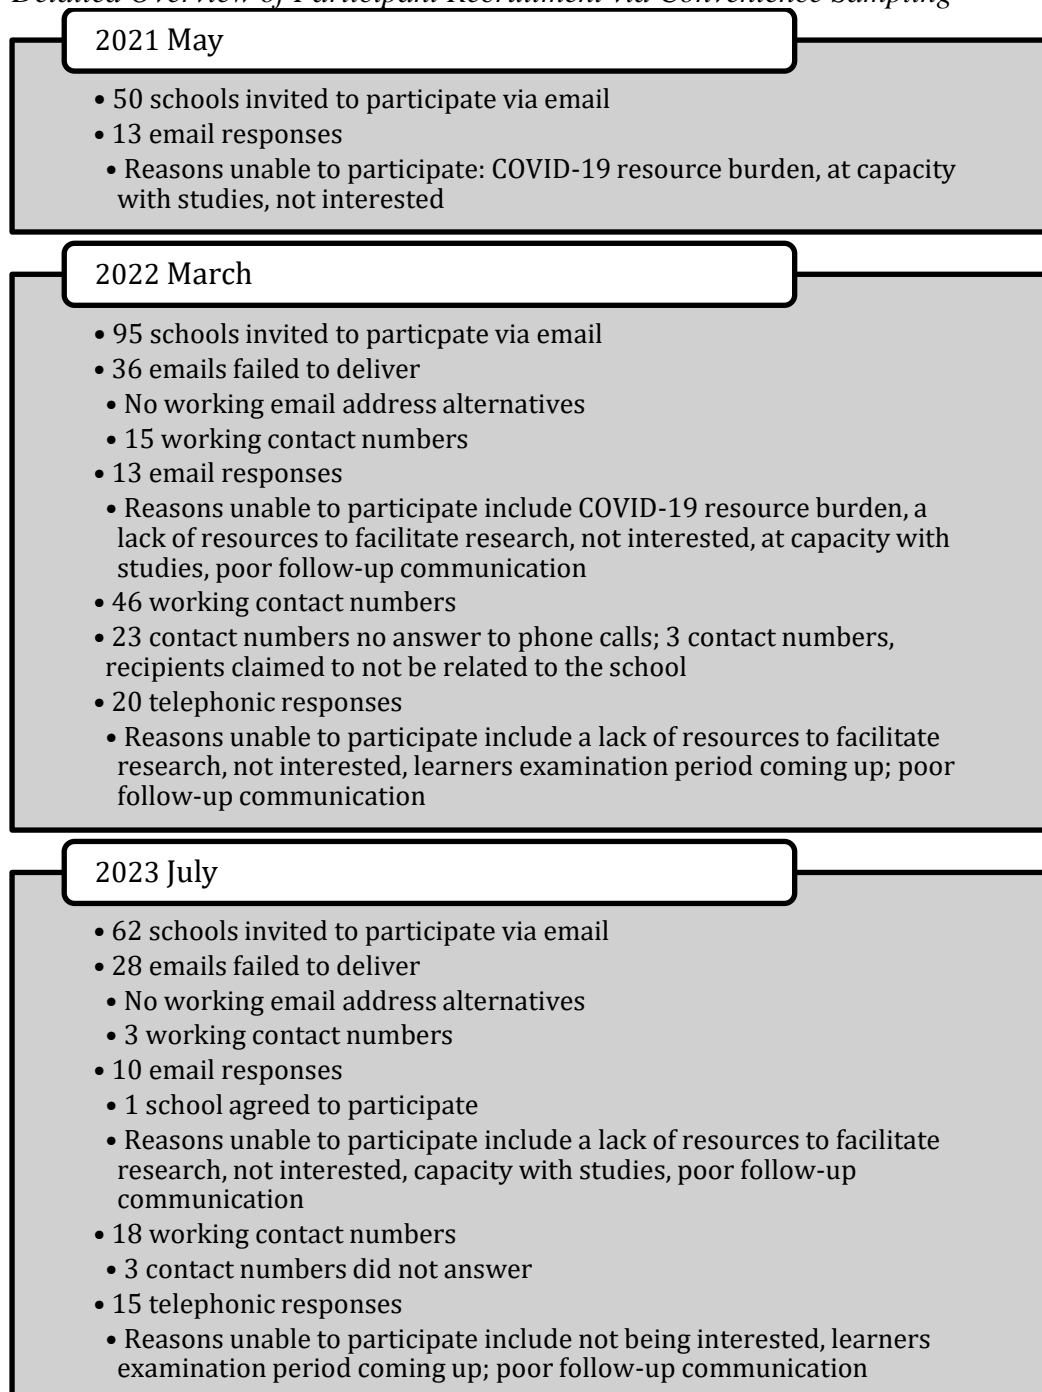 Detailed Overview of Participant Recruitment via Convenience Sampling
2021 May
• 50 schools invited to participate via email
• 13 email responses
• Reasons unable to participate: COVID-19 resource burden, at capacity
with studies, not interested
2022 March
• 95 schools invited to particpate via email
• 36 emails failed to deliver
• No working email address alternatives
• 15 working contact numbers
• 13 email responses
• Reasons unable to participate include COVID-19 resource burden, a
lack of resources to facilitate research, not interested, at capacity with
studies, poor follow-up communication
• 46 working contact numbers
• 23 contact numbers no answer to phone calls; 3 contact numbers,
recipients claimed to not be related to the school
• 20 telephonic responses
• Reasons unable to participate include a lack of resources to facilitate
research, not interested, learners examination period coming up; poor
follow-up communication
2023 July
• 62 schools invited to participate via email
• 28 emails failed to deliver
• No working email address alternatives
• 3 working contact numbers
• 10 email responses
• 1 school agreed to participate
• Reasons unable to participate include a lack of resources to facilitate
research, not interested, capacity with studies, poor follow-up
communication
• 18 working contact numbers
• 3 contact numbers did not answer
• 15 telephonic responses
• Reasons unable to participate include not being interested, learners
examination period coming up; poor follow-up communication